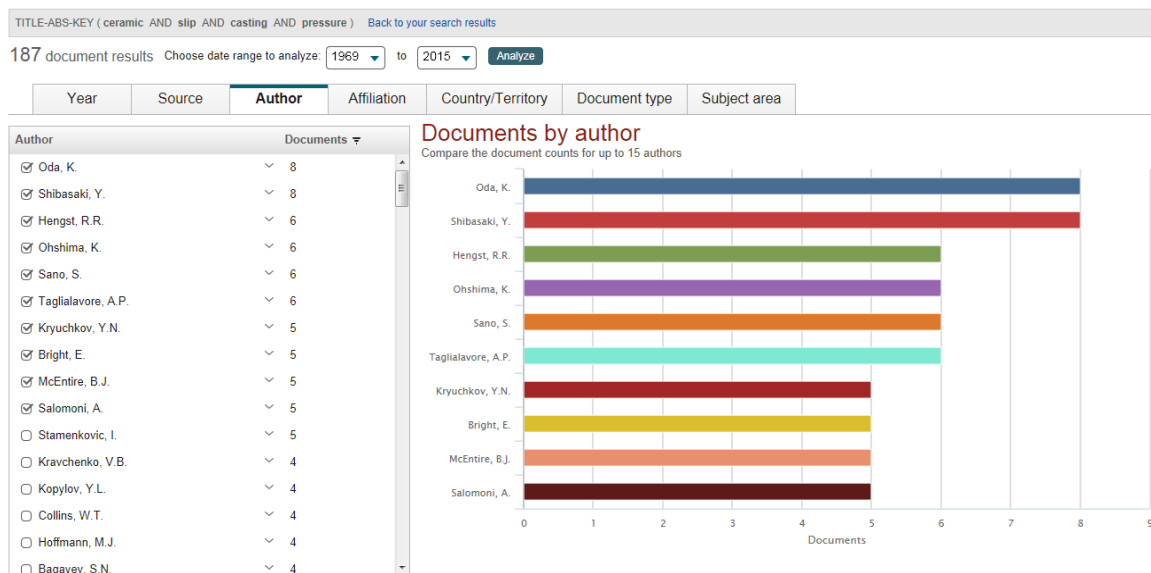 TITLE-ABS-KEY ( ceramic AND slip AND casting AND pressure ) Back to your search results
187 document results Choose date range to analyze: 1969 to 2015 Analyze
Year Source Author Affiliation Country/Territory Document type Subject area
Author Documents
Oda, K. 8
Shibasaki, Y. 8
Hengst, R.R. 6
Ohshima, K. 6
Sano, S. 6
Taglialavore, A.P. 6
Kryuchkov, Y.N. 5
Bright, E. 5
McEntire, B.J. 5
Salomoni, A. 5
Stamenkovic, I. 5
Kravchenko, V.B. 4
Kopylov, Y.L. 4
Collins, W.T. 4
Hoffmann, M.J. 4
Bagayev, S.N. 4
Documents by author
Compare the document counts for up to 15 authors
Oda, K.
Shibasaki, Y.
Hengst, R.R.
Ohshima, K.
Sano, S.
Taglialavore, A.P.
Kryuchkov, Y.N.
Bright, E.
McEntire, B.J.
Salomoni, A.
0 1 2 3 4 5 6 7 8 9
Documents